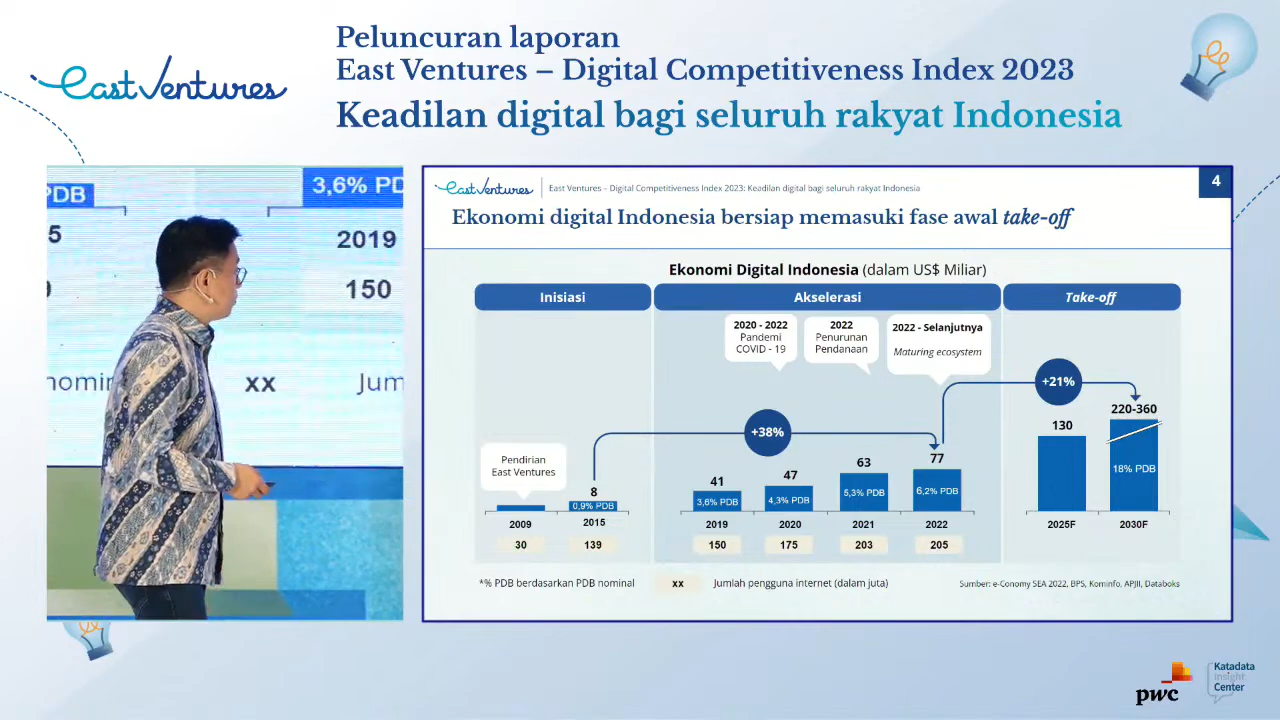 East Ventures
Peluncuran laporan
East Ventures – Digital Competitiveness Index 2023
Keadilan digital bagi seluruh rakyat Indonesia
PDB
3,6% PD
5
2019
9
150
nomin
xx
Jum
East Ventures
East Ventures – Digital Competitiveness Index 2023: Keadilan digital bagi seluruh rakyat Indonesia
4
Ekonomi digital Indonesia bersiap memasuki fase awal take-off
Ekonomi Digital Indonesia (dalam US$ Miliar)
Inisiasi
Akselerasi
Take-off
2020 - 2022
Pandemi
COVID - 19
2022
Penurunan
Pendanaan
2022 - Selanjutnya
Maturing ecosystem
+38%
+21%
Pendirian
East Ventures
8
41
47
63
77
130
220-360
0,9% PDB
3,6% PDB
4,3% PDB
5,3% PDB
6,2% PDB
18% PDB
2009
2015
2019
2020
2021
2022
2025F
2030F
30
139
150
175
203
205
*% PDB berdasarkan PDB nominal
xx
Jumlah pengguna internet (dalam juta)
Sumber: e-Conomy SEA 2022, BPS, Kominfo, APJII, Databoks
pwc
Katadata
Insight
Center